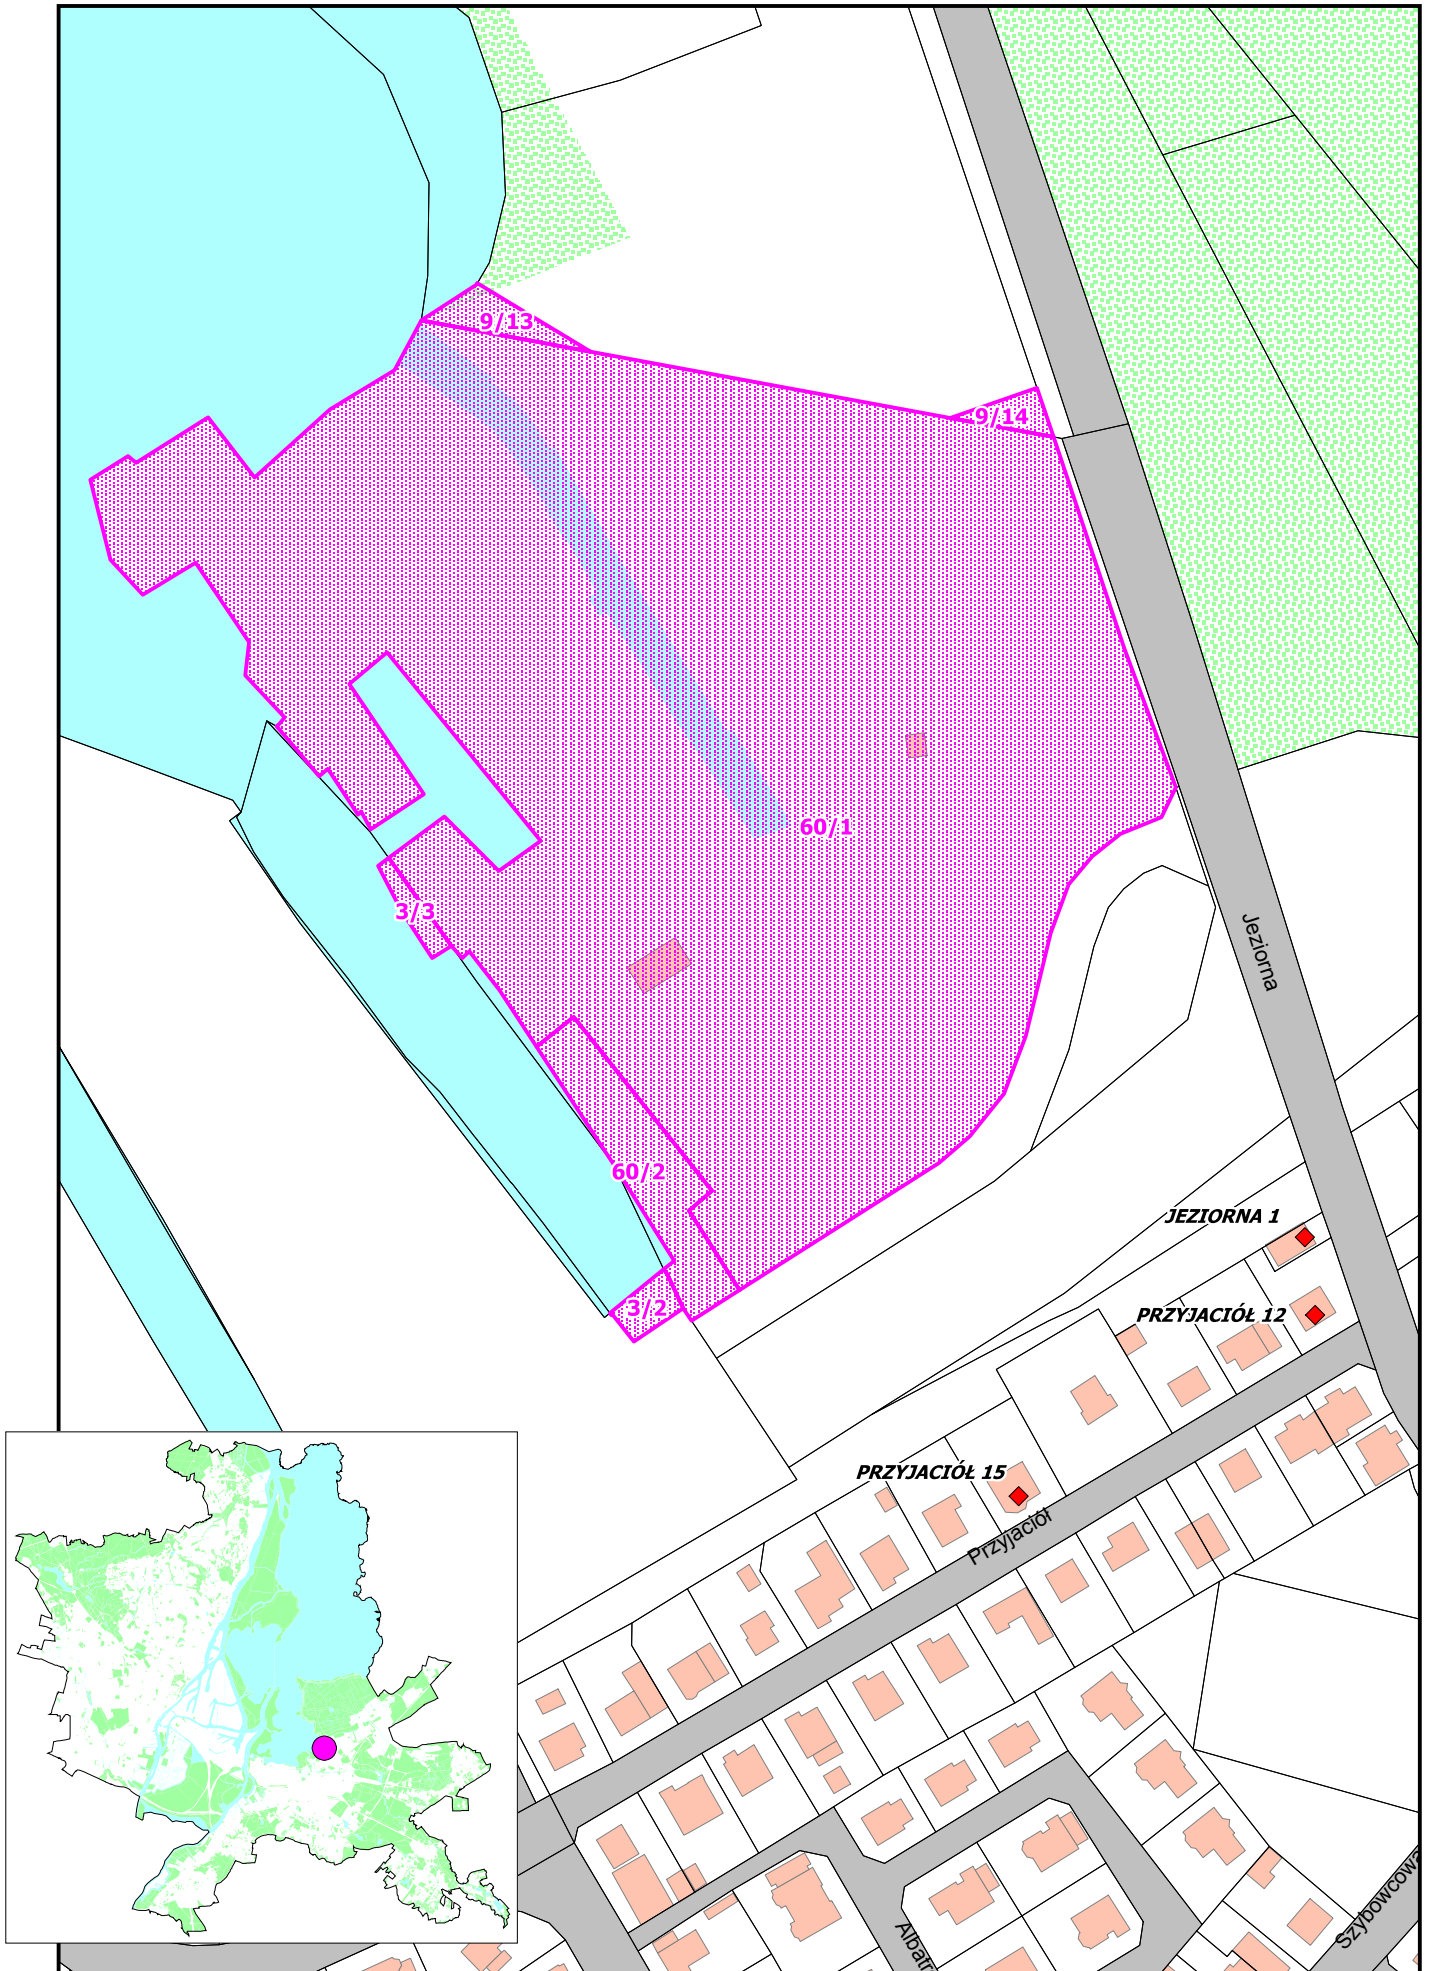 9/13
9/14
60/1
3/3
Jeziorna
60/2
JEZIORNA 1
3/2
PRZYJACIÓŁ 12
PRZYJACIÓŁ 15
Przyjaciół
Szybowcowa